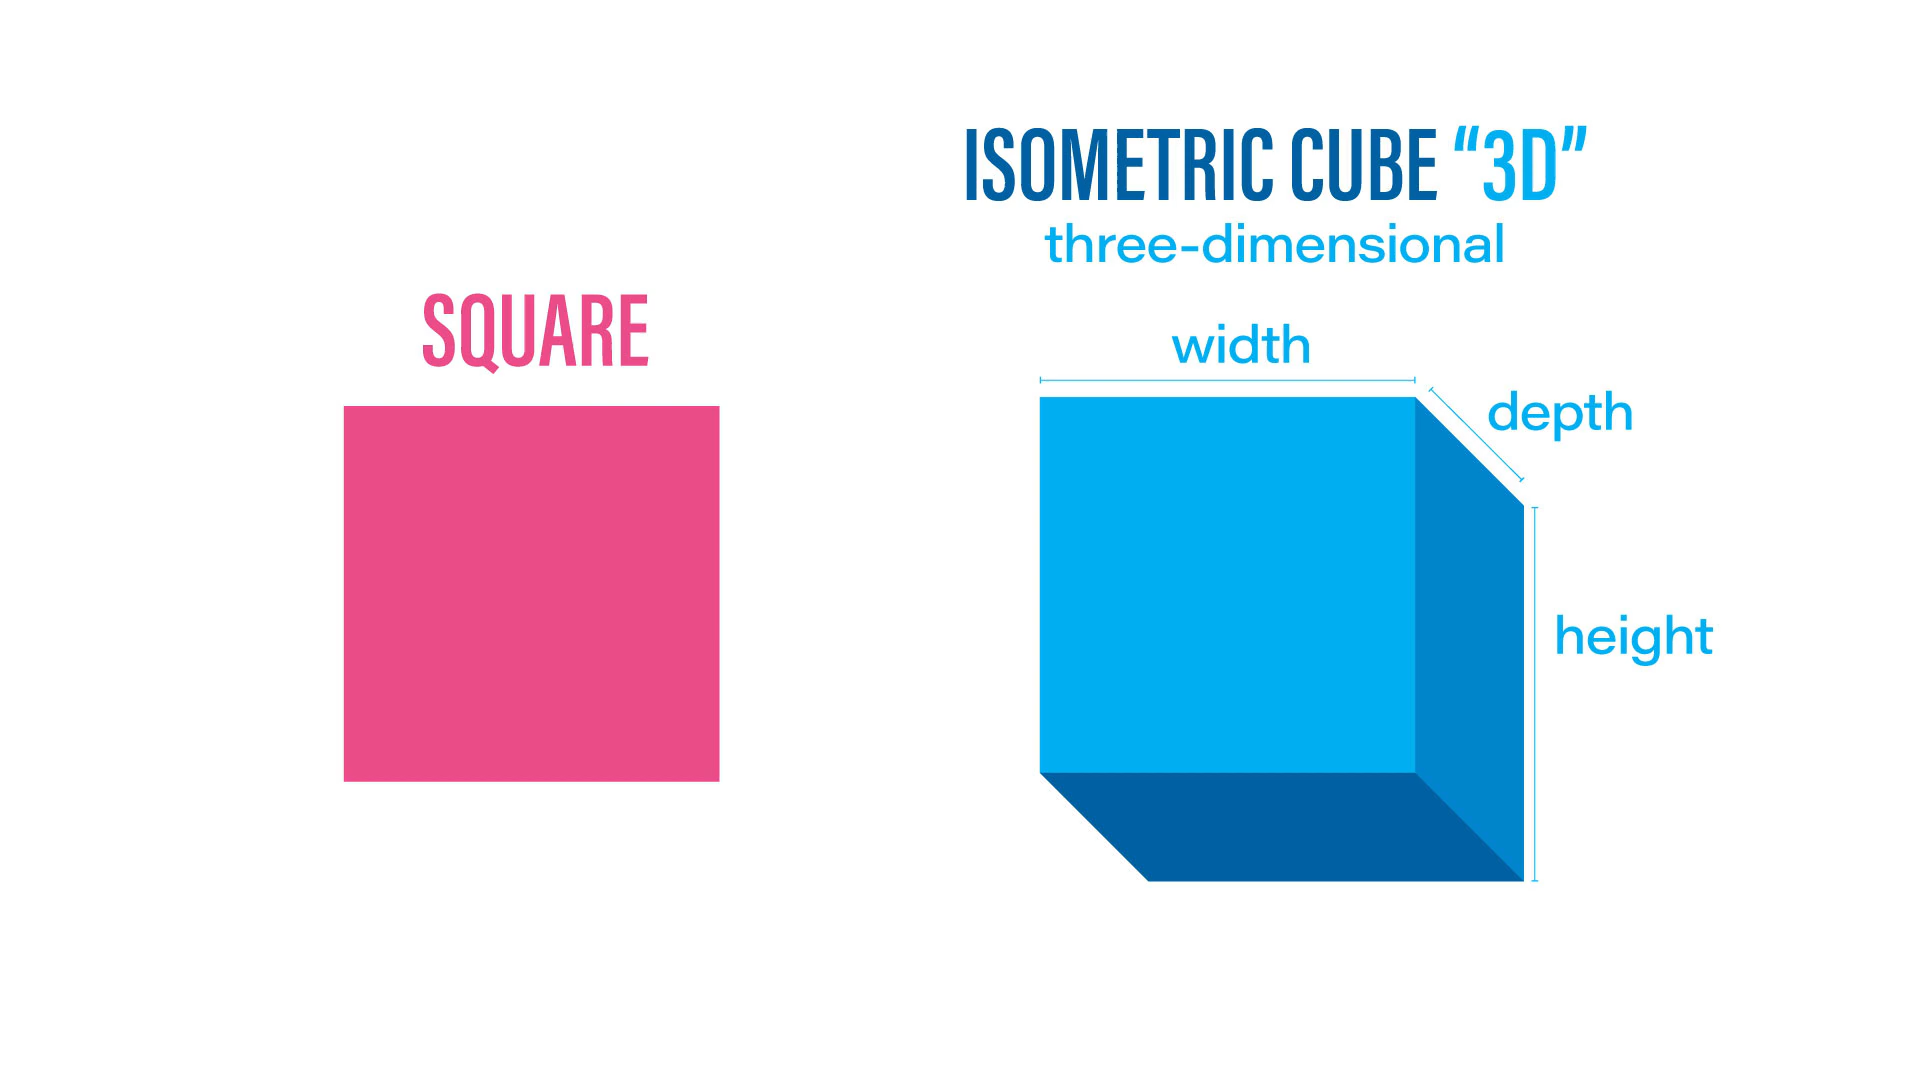 SQUARE
ISOMETRIC CUBE “3D”
three-dimensional
width
depth
height